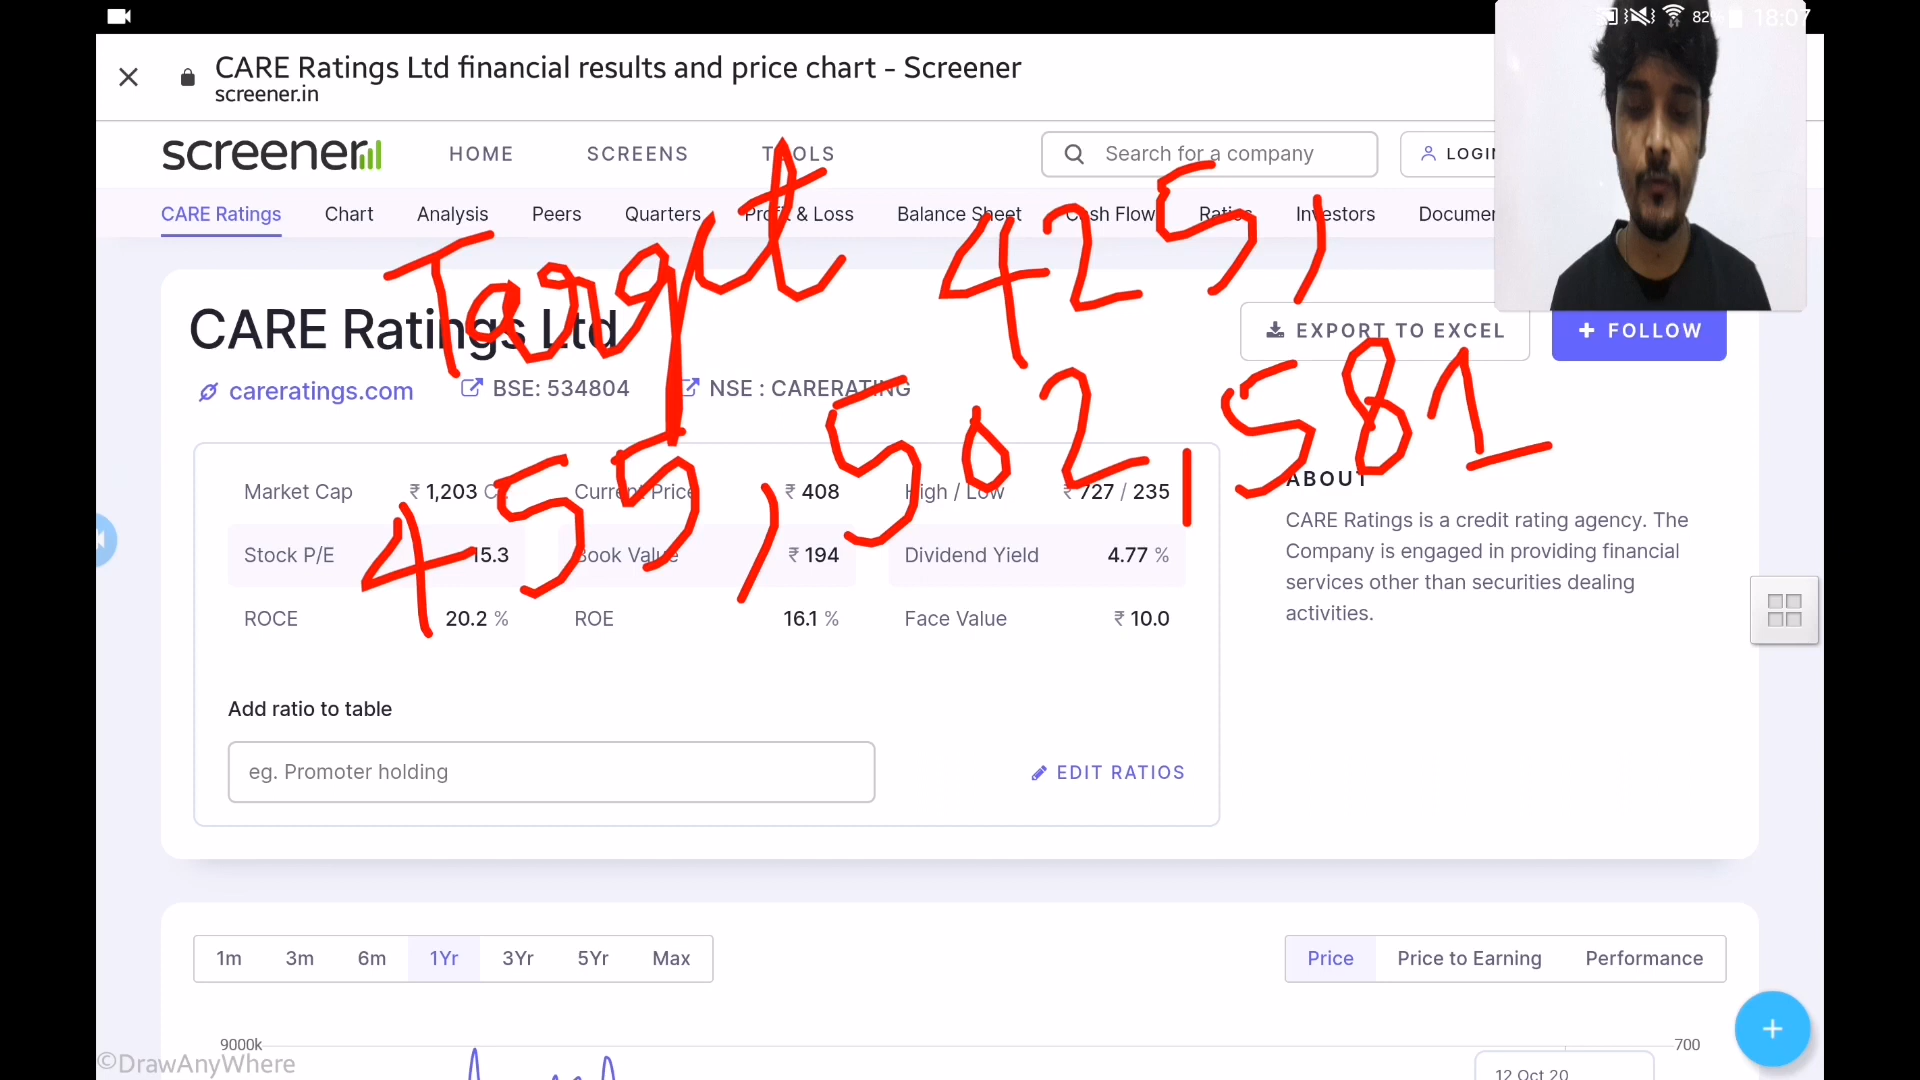 82% 18:07
CARE Ratings Ltd financial results and price chart - Screener
screener.in
screener HOME SCREENS TOOLS Search for a company
CARE Ratings Chart Analysis Peers Quarters Profit & Loss Balance Sheet Cash Flow Ratios Investors
Target 425,
CARE Ratings Ltd EXPORT TO EXCEL + FOLLOW
careratings.com BSE: 534804 NSE : CARERATING
455, 502, 581
Market Cap ₹ 1,203 Current Price ₹ 408 High / Low ₹ 727 / 235
Stock P/E 15.3 Book Value ₹ 194 Dividend Yield 4.77 %
ROCE 20.2 % ROE 16.1 % Face Value ₹ 10.0
ABOUT
CARE Ratings is a credit rating agency. The
Company is engaged in providing financial
services other than securities dealing
activities.
Add ratio to table
eg. Promoter holding EDIT RATIOS
1m 3m 6m 1Yr 3Yr 5Yr Max Price Price to Earning Performance
9000k 700
12 Oct 20
©DrawAnyWhere